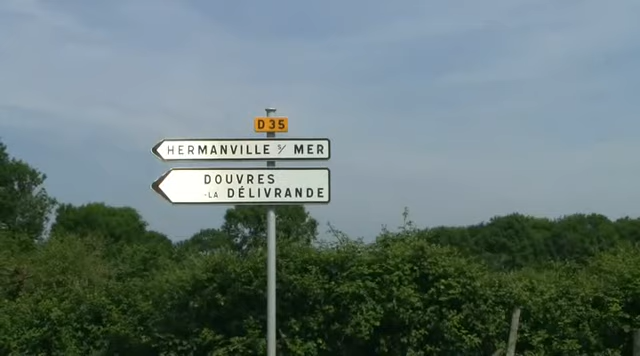 D35
HERMANVILLE S/ MER
DOUVRES
-LA DÉLIVRANDE